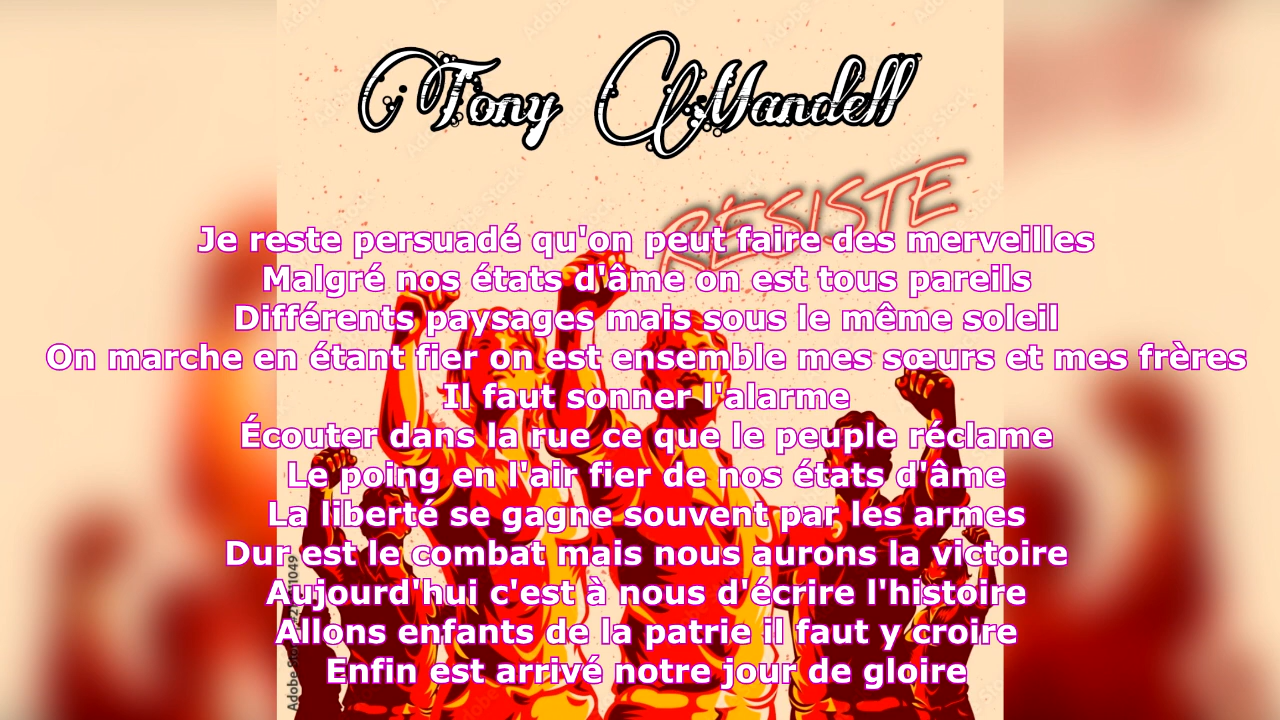 Tony Mandell
RÉSISTE
Je reste persuadé qu'on peut faire des merveilles
Malgré nos états d'âme on est tous pareils
Différents paysages mais sous le même soleil
On marche en étant fier on est ensemble mes sœurs et mes frères
Il faut sonner l'alarme
Écouter dans la rue ce que le peuple réclame
Le poing en l'air fier de nos états d'âme
La liberté se gagne souvent par les armes
Dur est le combat mais nous aurons la victoire
Aujourd'hui c'est à nous d'écrire l'histoire
Allons enfants de la patrie il faut y croire
Enfin est arrivé notre jour de gloire